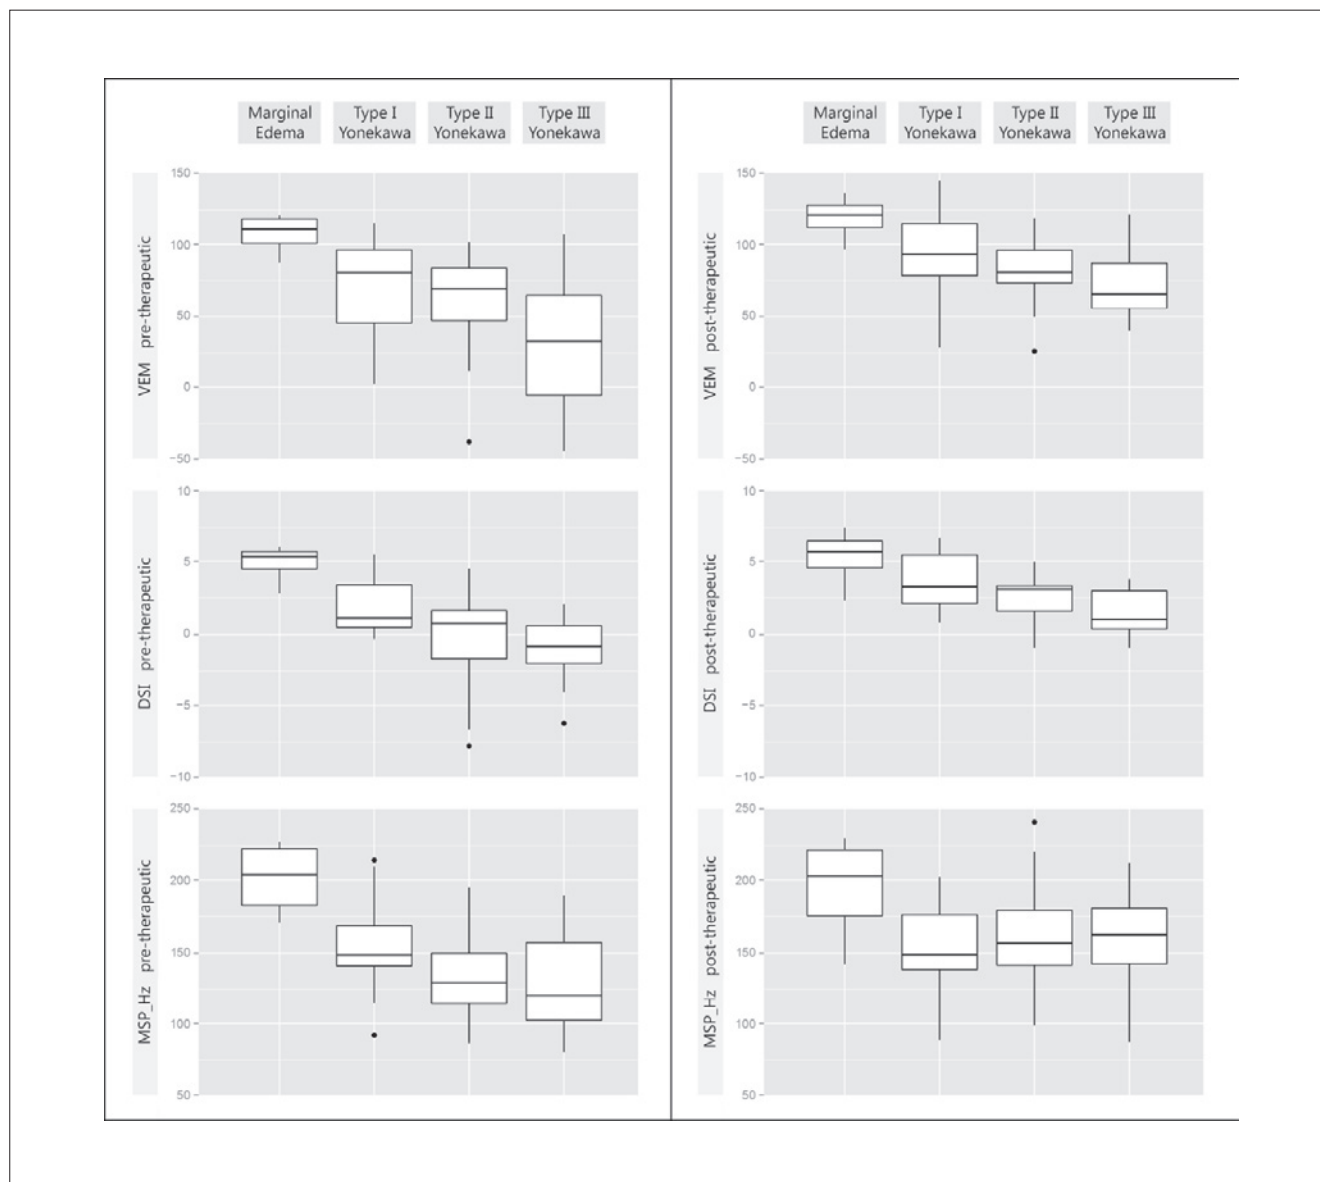 Marginal Edema
Type I Yonekawa
Type II Yonekawa
Type III Yonekawa
VEM pre-therapeutic
150
100
50
0
−50
DSI pre-therapeutic
10
5
0
−5
−10
MSP_Hz pre-therapeutic
250
200
150
100
50
Marginal Edema
Type I Yonekawa
Type II Yonekawa
Type III Yonekawa
VEM post-therapeutic
150
100
50
0
−50
DSI post-therapeutic
10
5
0
−5
−10
MSP_Hz post-therapeutic
250
200
150
100
50